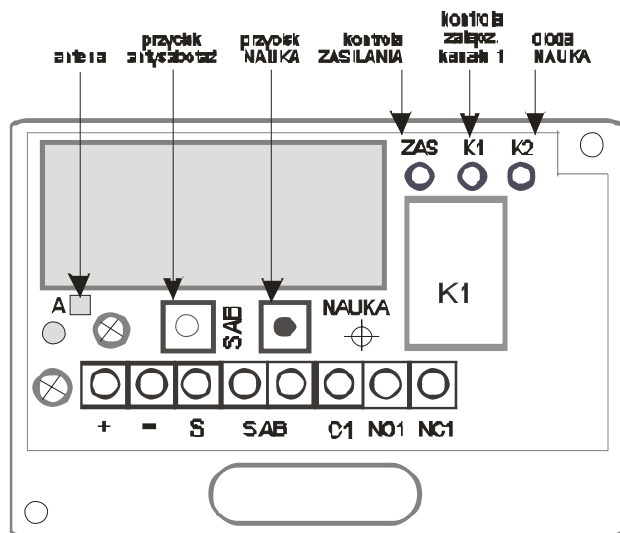 antena
przycisk
antysabotaż
przycisk
NAUKA
kontrola
ZASILANIA
kontrola
załącz.
kanału 1
dioda
NAUKA
ZAS K1 K2
K1
A
SAB
NAUKA
+ - S SAB C1 NO1 NC1